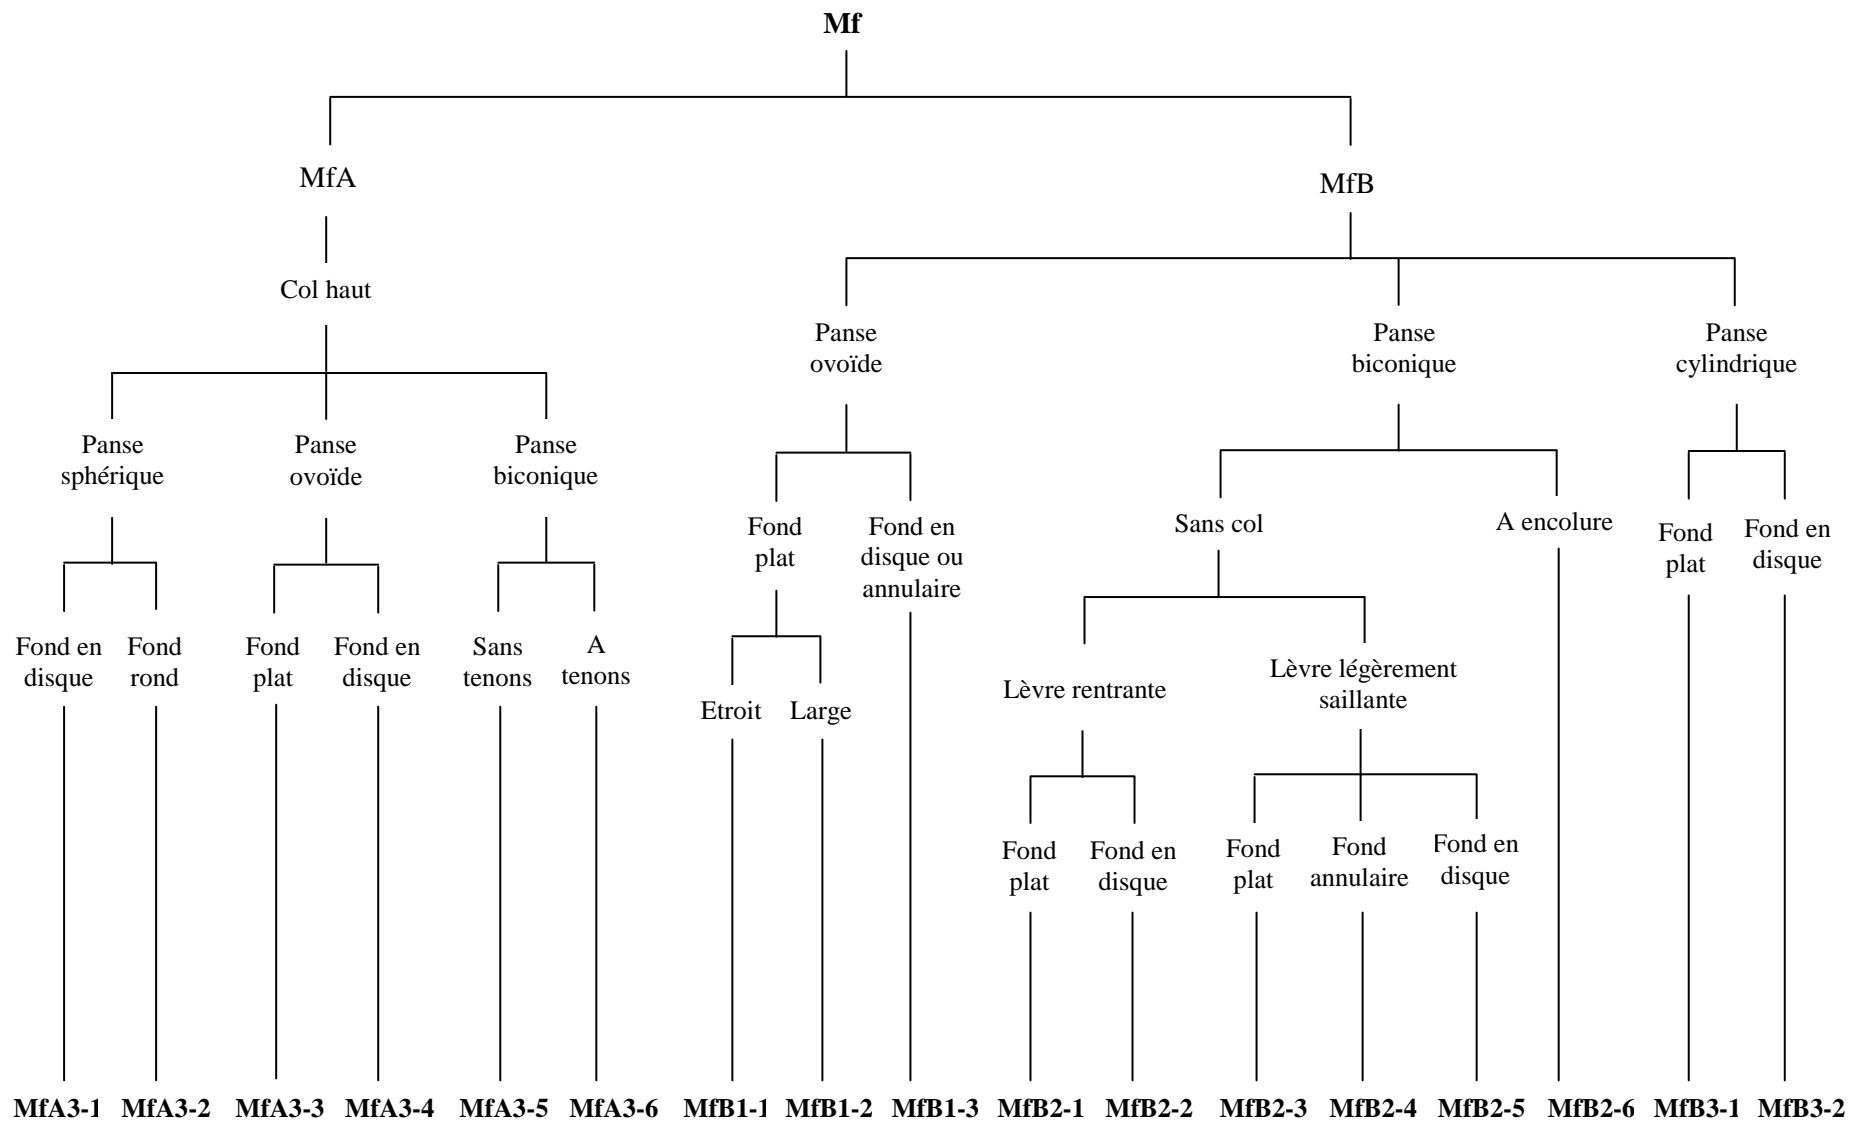 Mf
MfA
MfB
Col haut
Panse
ovoïde
Panse
biconique
Panse
cylindrique
Panse
sphérique
Panse
ovoïde
Panse
biconique
Fond
plat
Fond en
disque ou
annulaire
Sans col
A encolure
Fond
plat
Fond en
disque
Fond en
disque
Fond
rond
Fond
plat
Fond en
disque
Sans
tenons
A
tenons
Etroit
Large
Lèvre rentrante
Lèvre légèrement
saillante
Fond
plat
Fond en
disque
Fond
plat
Fond
annulaire
Fond en
disque
MfA3-1 MfA3-2 MfA3-3 MfA3-4 MfA3-5 MfA3-6 MfB1-1 MfB1-2 MfB1-3 MfB2-1 MfB2-2 MfB2-3 MfB2-4 MfB2-5 MfB2-6 MfB3-1 MfB3-2